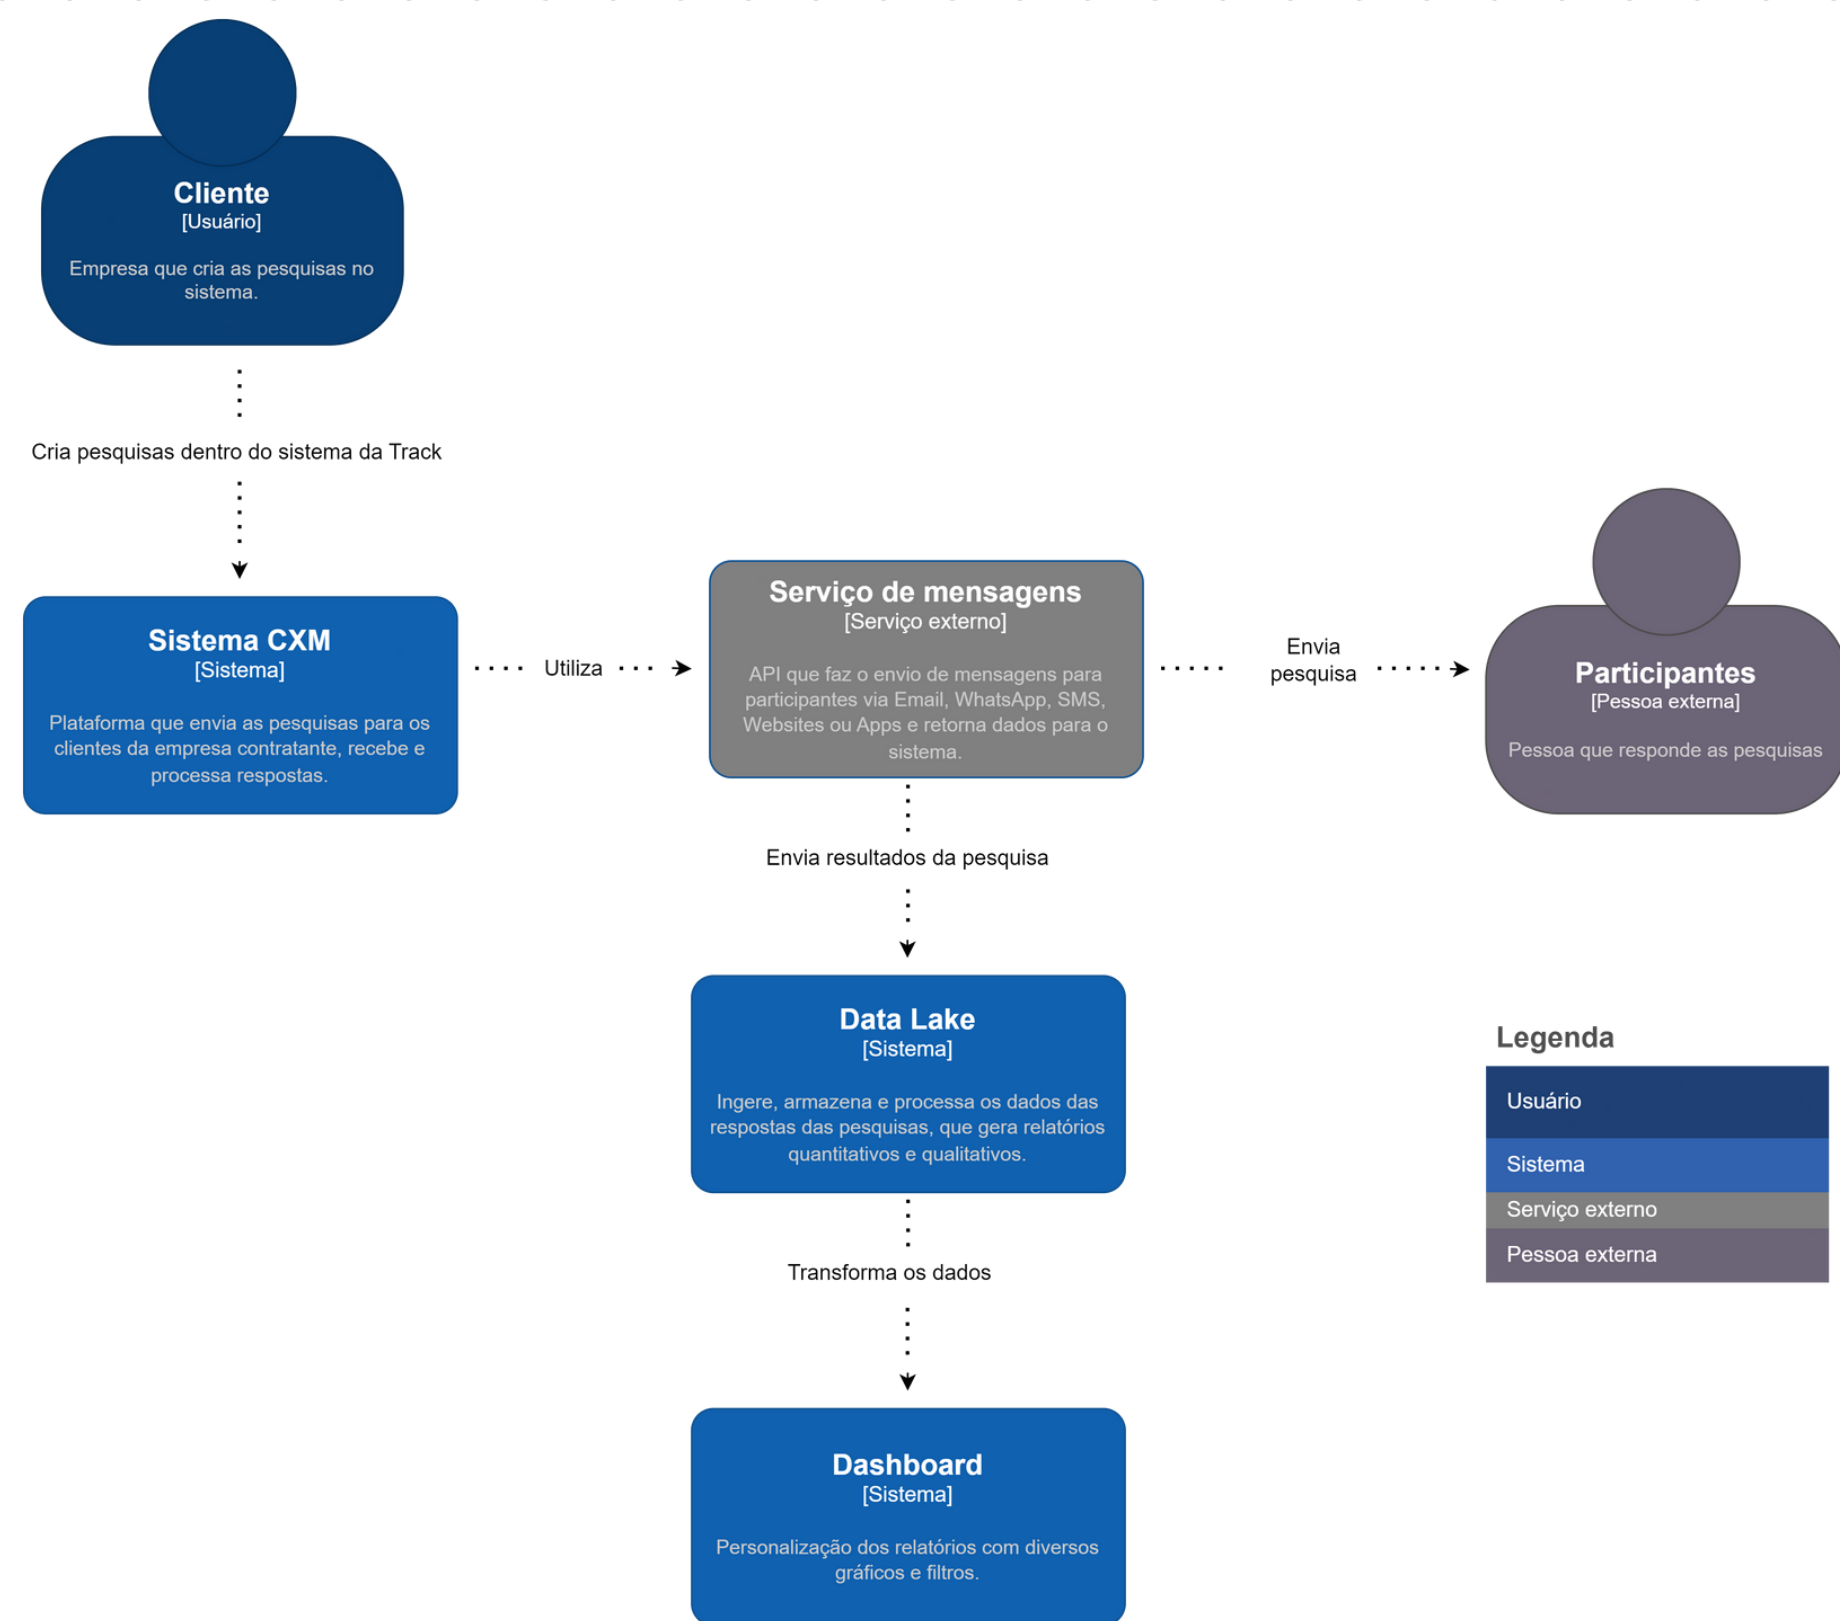 Cliente
[Usuário]
Empresa que cria as pesquisas no
sistema.
Cria pesquisas dentro do sistema da Track
Sistema CXM
[Sistema]
Plataforma que envia as pesquisas para os
clientes da empresa contratante, recebe e
processa respostas.
Utiliza
Serviço de mensagens
[Serviço externo]
API que faz o envio de mensagens para
participantes via Email, WhatsApp, SMS,
Websites ou Apps e retorna dados para o
sistema.
Envia
pesquisa
Participantes
[Pessoa externa]
Pessoa que responde as pesquisas
Envia resultados da pesquisa
Data Lake
[Sistema]
Ingere, armazena e processa os dados das
respostas das pesquisas, que gera relatórios
quantitativos e qualitativos.
Transforma os dados
Dashboard
[Sistema]
Personalização dos relatórios com diversos
gráficos e filtros.
Legenda
Usuário
Sistema
Serviço externo
Pessoa externa